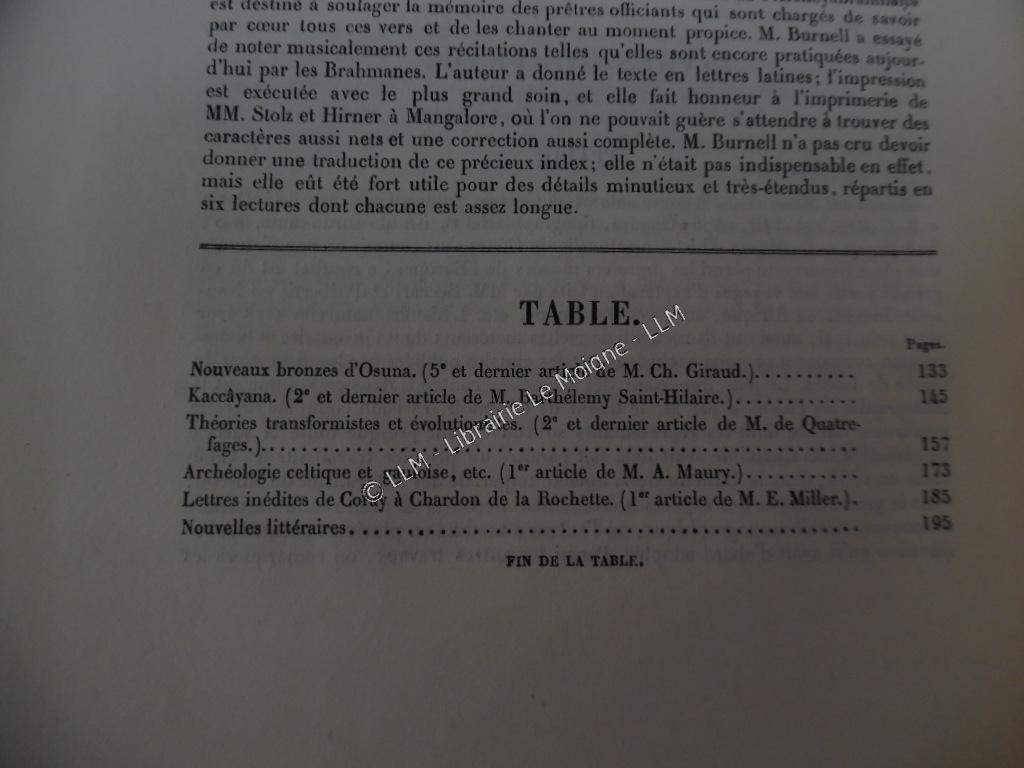 est destiné à soulager la mémoire des prêtres officiants qui sont chargés de savoir
par cœur tous ces vers et de les chanter au moment propice. M. Burnell a essayé
de noter musicalement ces récitations telles qu'elles sont encore pratiquées aujour-
d'hui par les Brahmanes. L'auteur a donné le texte en lettres latines; l'impression
est exécutée avec le plus grand soin, et elle fait honneur à l'imprimerie de
MM. Stolz et Hirner à Mangalore, où l'on ne pouvait guère s'attendre à trouver des
caractères aussi nets et une correction aussi complète. M. Burnell n'a pas cru devoir
donner une traduction de ce précieux index; elle n'était pas indispensable en effet,
mais elle eût été fort utile pour des détails minutieux et très-étendus, répartis en
six lectures dont chacune est assez longue.
TABLE.
Pages.
Nouveaux bronzes d'Osuna. (5e et dernier article de M. Ch. Giraud.).......... 133
Kaccâyana. (2e et dernier article de M. Barthélemy Saint-Hilaire.)............ 145
Théories transformistes et évolutionistes. (2e et dernier article de M. de Quatre-
fages.)................................................ 157
Archéologie celtique et gauloise, etc. (1er article de M. A. Maury.)........... 173
Lettres inédites de Coray à Chardon de la Rochette. (1er article de M. E. Miller.). 185
Nouvelles littéraires........................................ 195
FIN DE LA TABLE.
© LLM - Librairie Le Moigne - LLM